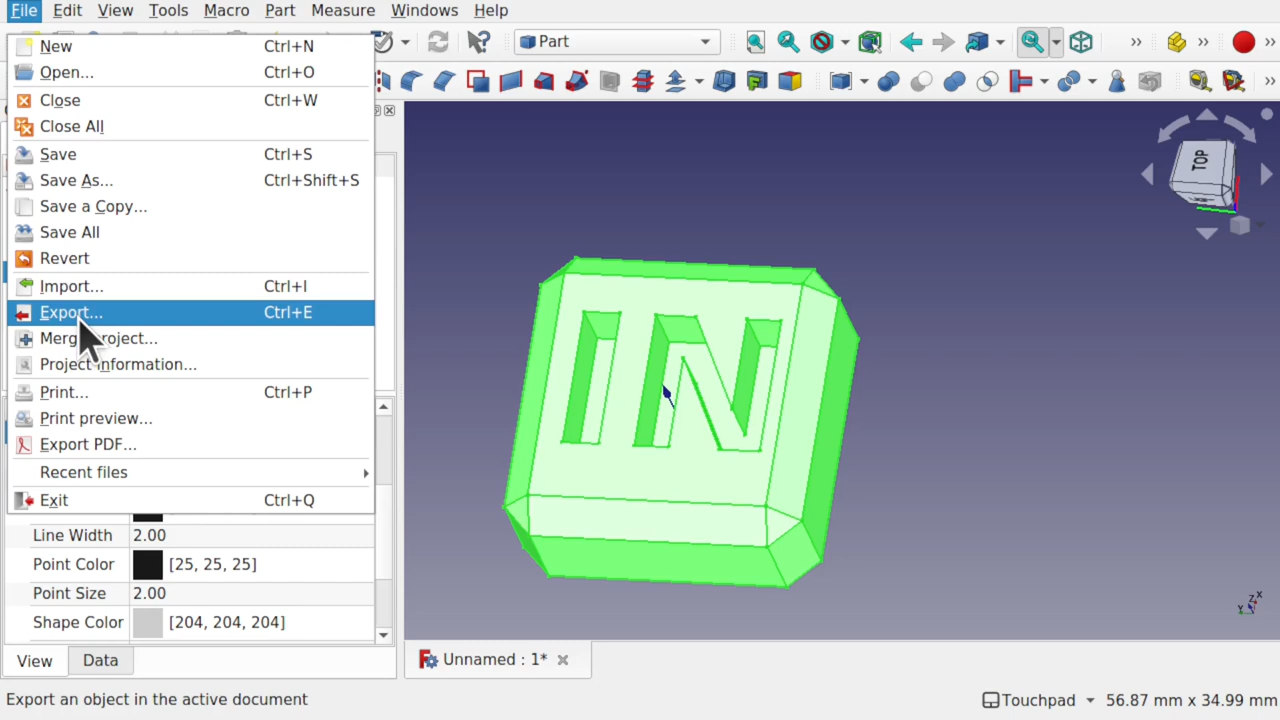 File Edit View Tools Macro Part Measure Windows Help
Part
New Ctrl+N
Open... Ctrl+O
Close Ctrl+W
Close All
Save Ctrl+S
Save As... Ctrl+Shift+S
Save a Copy...
Save All
Revert
Import... Ctrl+I
Export... Ctrl+E
Project Information...
Print... Ctrl+P
Print preview...
Export PDF...
Recent files
Exit Ctrl+Q
Line Width 2.00
Point Color [25, 25, 25]
Point Size 2.00
Shape Color [204, 204, 204]
View Data
TOP
IN
Z X
Y
Unnamed : 1*
Export an object in the active document
Touchpad 56.87 mm x 34.99 mm